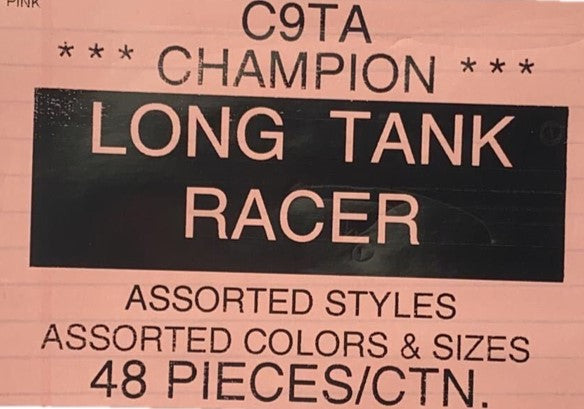 PINK
C9TA
*** CHAMPION ***
LONG TANK
RACER
ASSORTED STYLES
ASSORTED COLORS & SIZES
48 PIECES/CTN.